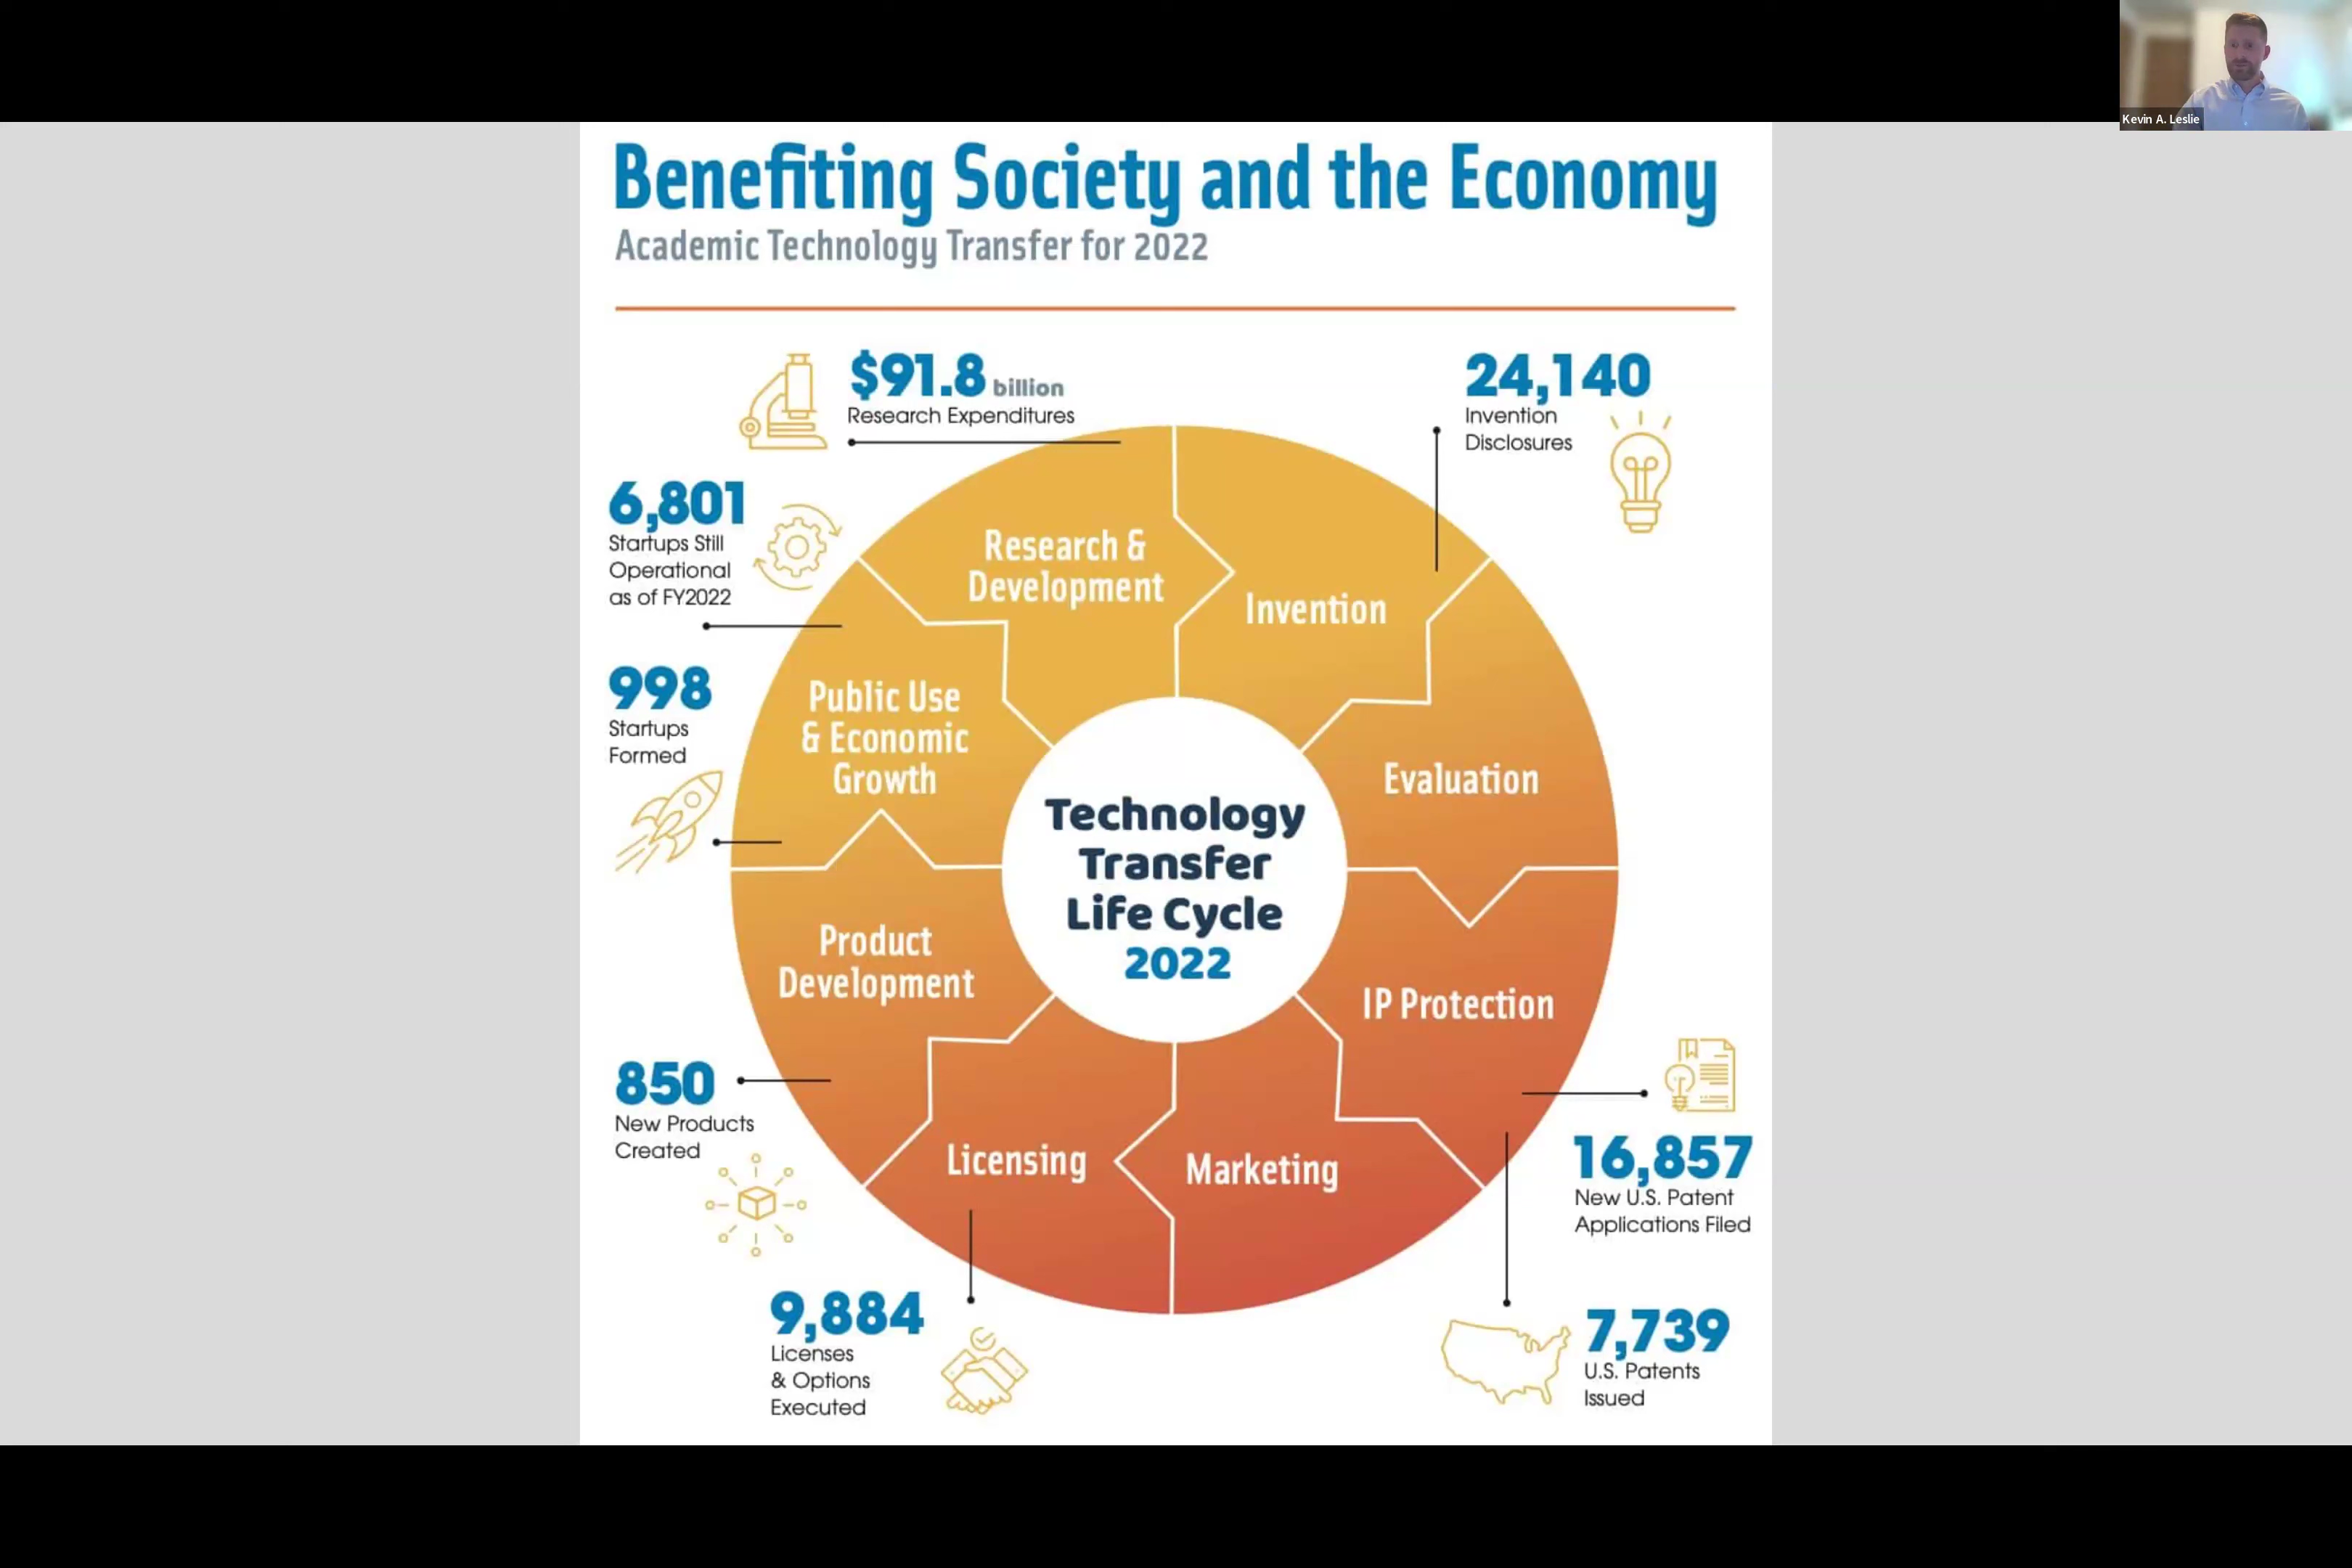 Kevin A. Leslie
Benefiting Society and the Economy
Academic Technology Transfer for 2022
$91.8 billion
Research Expenditures
24,140
Invention
Disclosures
6,801
Startups Still
Operational
as of FY2022
998
Startups
Formed
Research &
Development
Invention
Public Use
& Economic
Growth
Evaluation
Technology
Transfer
Life Cycle
2022
Product
Development
IP Protection
850
New Products
Created
Licensing
Marketing
16,857
New U.S. Patent
Applications Filed
9,884
Licenses
& Options
Executed
7,739
U.S. Patents
Issued